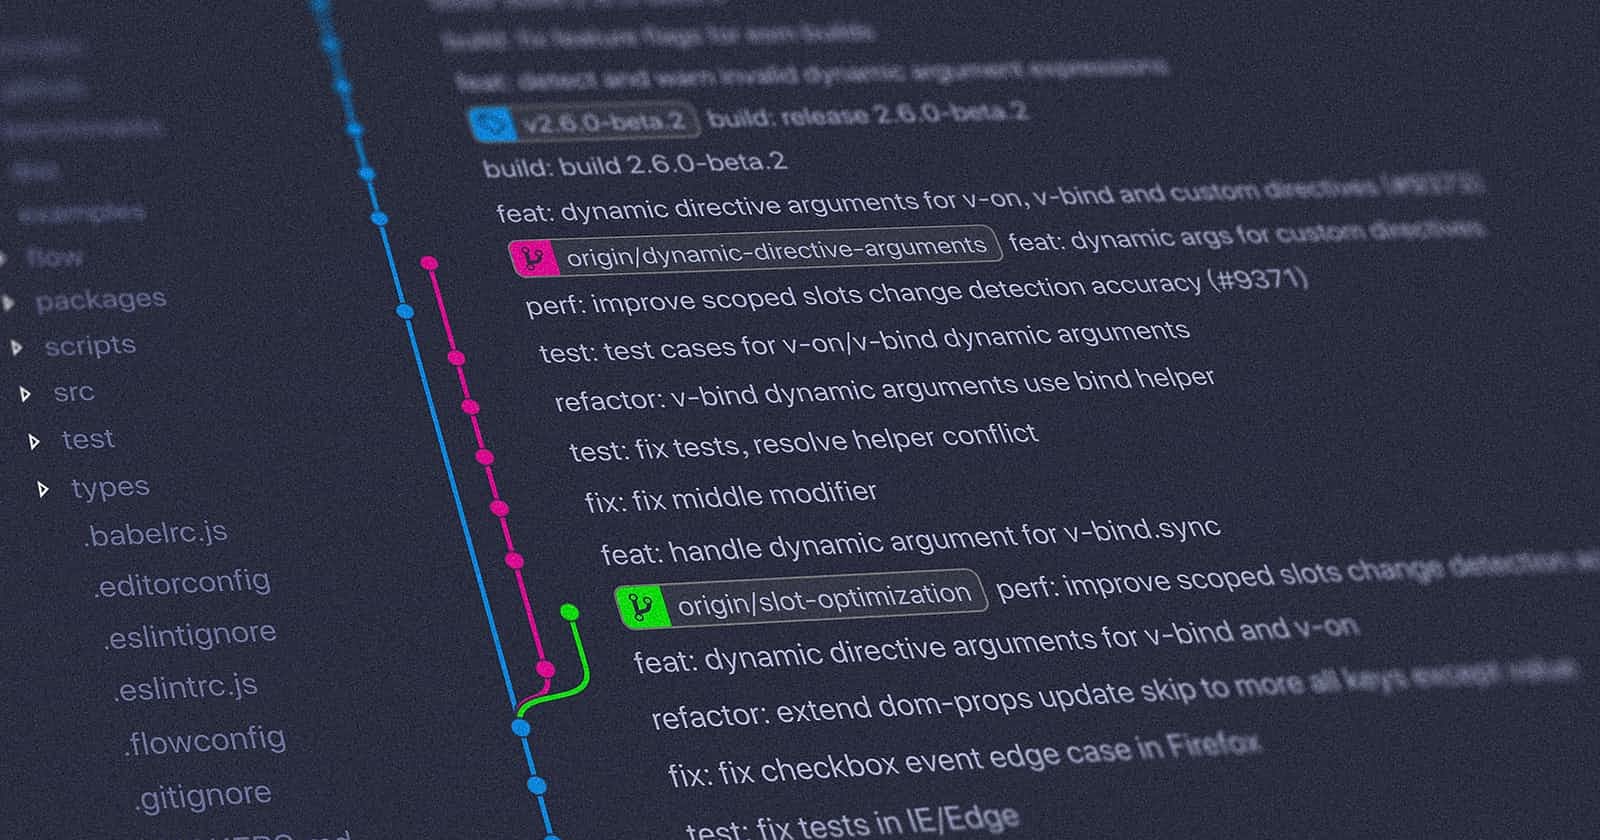 examples
flow
packages
scripts
src
test
types
.babelrc.js
.editorconfig
.eslintignore
.eslintrc.js
.flowconfig
.gitignore
build: fix feature flags for esm builds
feat: detect and warn invalid dynamic argument expressions
v2.6.0-beta.2 build: release 2.6.0-beta.2
build: build 2.6.0-beta.2
feat: dynamic directive arguments for v-on, v-bind and custom directives (#9373)
origin/dynamic-directive-arguments feat: dynamic args for custom directives
perf: improve scoped slots change detection accuracy (#9371)
test: test cases for v-on/v-bind dynamic arguments
refactor: v-bind dynamic arguments use bind helper
test: fix tests, resolve helper conflict
fix: fix middle modifier
feat: handle dynamic argument for v-bind.sync
origin/slot-optimization perf: improve scoped slots change detection
feat: dynamic directive arguments for v-bind and v-on
refactor: extend dom-props update skip to more all keys except value
fix: fix checkbox event edge case in Firefox
test: fix tests in IE/Edge